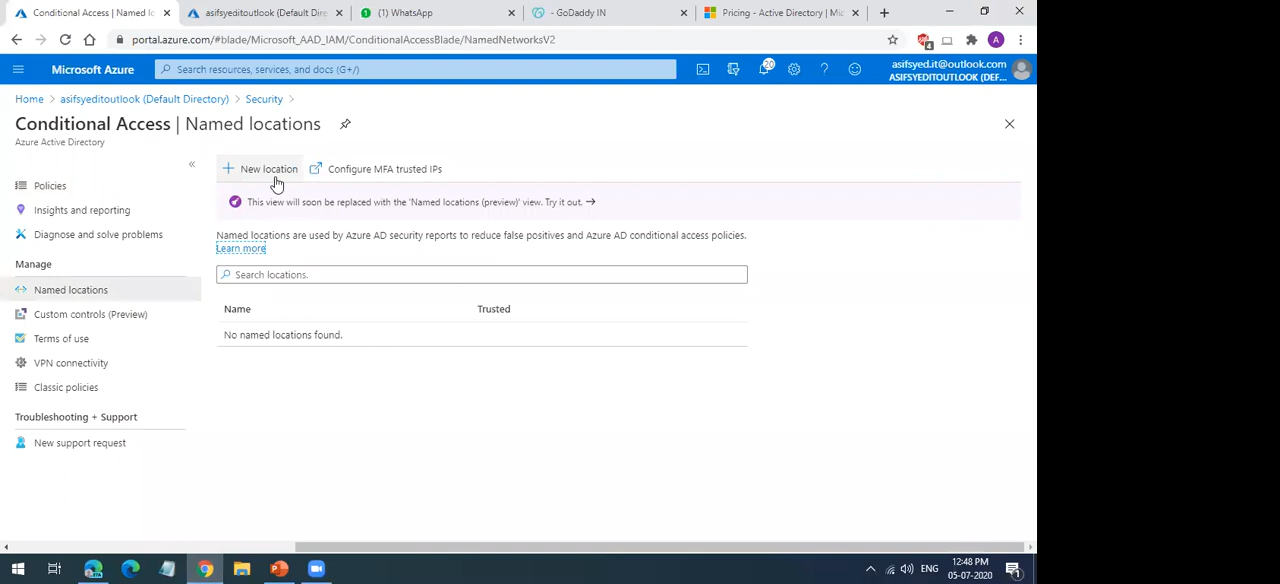 Conditional Access | Named lo
asifsyeditoutlook (Default Dire
(1) WhatsApp
- GoDaddy IN
Pricing - Active Directory | Mic
portal.azure.com/#blade/Microsoft_AAD_IAM/ConditionalAccessBlade/NamedNetworksV2
4
A
Microsoft Azure
Search resources, services, and docs (G+/)
20
asifsyed.it@outlook.com
ASIFSYEDITOUTLOOK (DEF...
Home > asifsyeditoutlook (Default Directory) > Security >
Conditional Access | Named locations
Azure Active Directory
«
+ New location
Configure MFA trusted IPs
Policies
This view will soon be replaced with the 'Named locations (preview)' view. Try it out. →
Insights and reporting
Diagnose and solve problems
Named locations are used by Azure AD security reports to reduce false positives and Azure AD conditional access policies.
Learn more
Manage
Search locations.
Named locations
Name
Trusted
Custom controls (Preview)
No named locations found.
Terms of use
VPN connectivity
Classic policies
Troubleshooting + Support
New support request
ENG
12:48 PM
05-07-2020
1